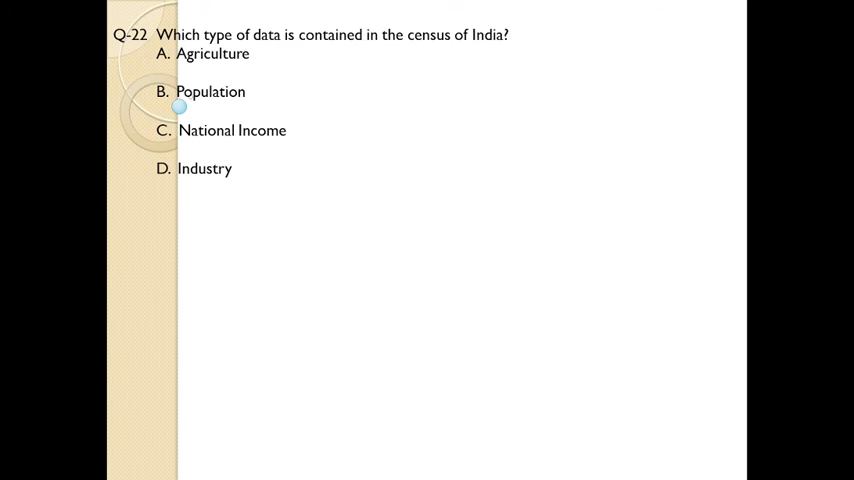 Q-22 Which type of data is contained in the census of India?
A. Agriculture
B. Population
C. National Income
D. Industry